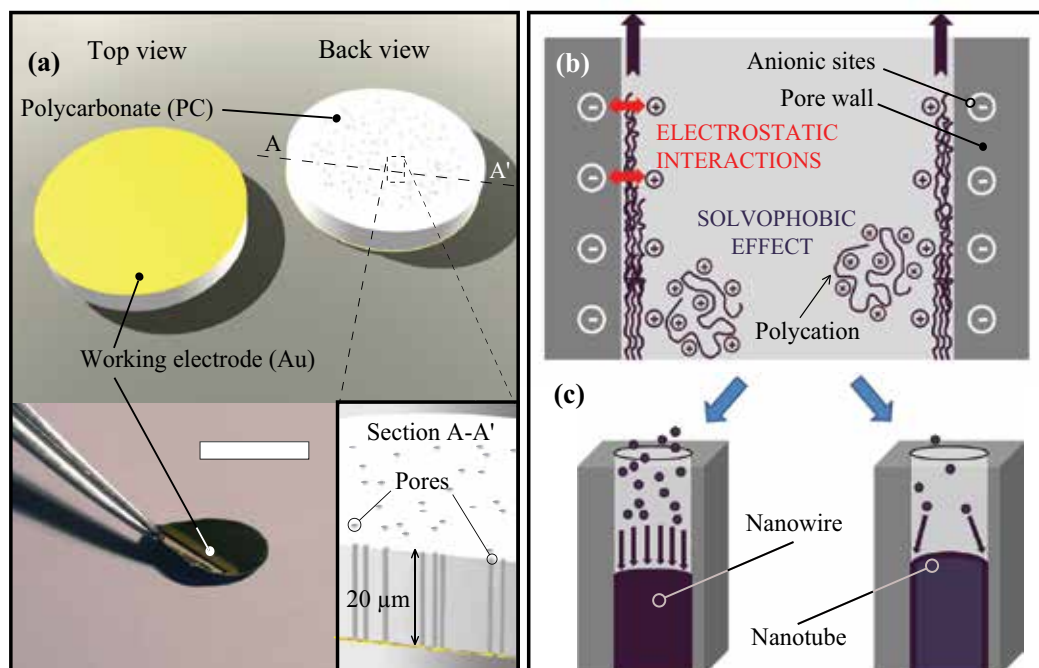 (a)
Top view
Back view
Polycarbonate (PC)
A
A'
Working electrode (Au)
Section A-A'
Pores
20 µm
(b)
Anionic sites
Pore wall
ELECTROSTATIC
INTERACTIONS
SOLVOPHOBIC
EFFECT
Polycation
(c)
Nanowire
Nanotube